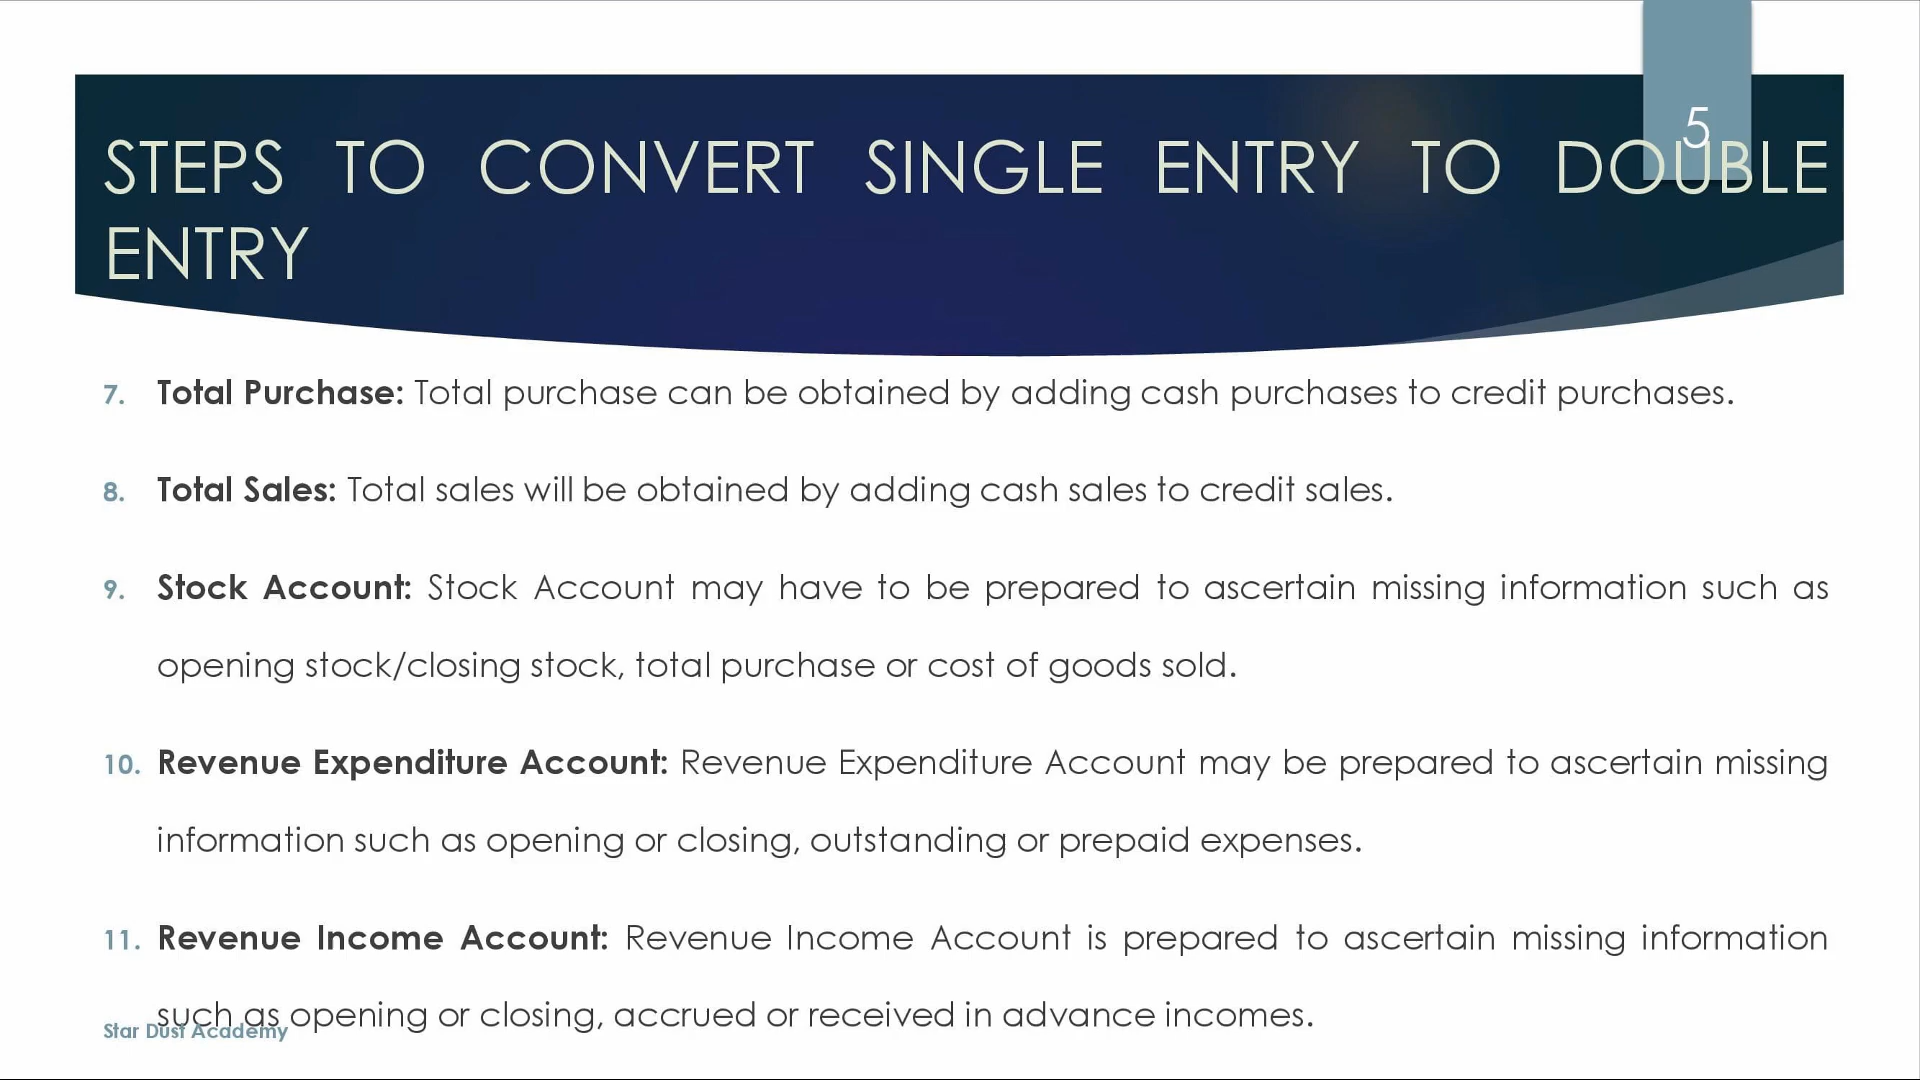 5
STEPS TO CONVERT SINGLE ENTRY TO DOUBLE
ENTRY
7. Total Purchase: Total purchase can be obtained by adding cash purchases to credit purchases.
8. Total Sales: Total sales will be obtained by adding cash sales to credit sales.
9. Stock Account: Stock Account may have to be prepared to ascertain missing information such as
opening stock/closing stock, total purchase or cost of goods sold.
10. Revenue Expenditure Account: Revenue Expenditure Account may be prepared to ascertain missing
information such as opening or closing, outstanding or prepaid expenses.
11. Revenue Income Account: Revenue Income Account is prepared to ascertain missing information
such as opening or closing, accrued or received in advance incomes.
Star Dust Academy